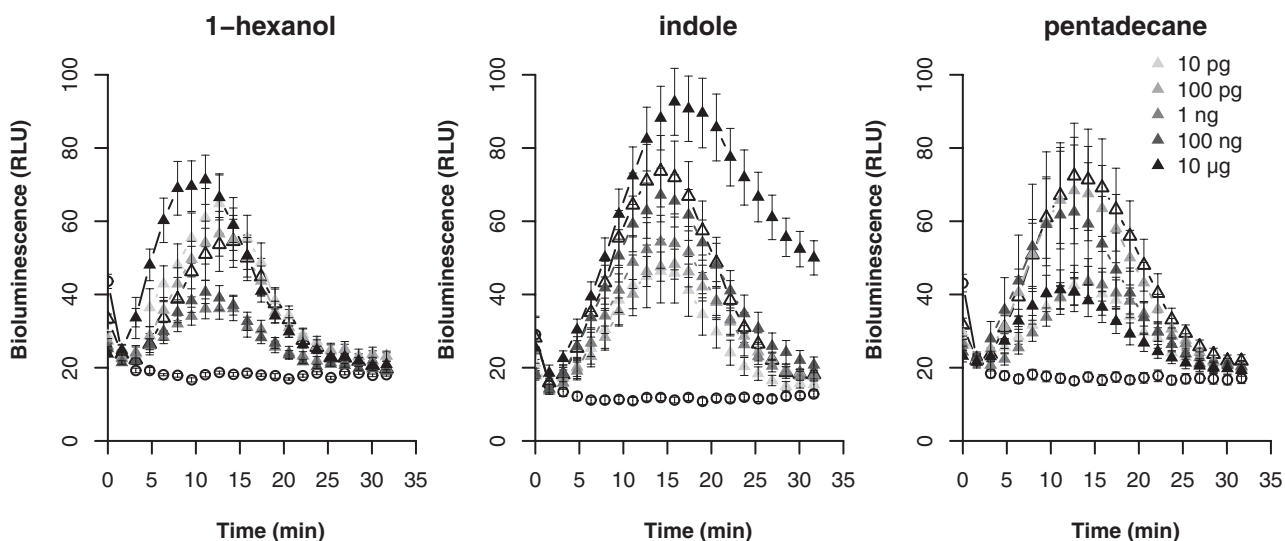 1−hexanol
indole
pentadecane
Bioluminescence (RLU)
0 20 40 60 80 100
0 5 10 15 20 25 30 35
Time (min)
Bioluminescence (RLU)
0 20 40 60 80 100
0 5 10 15 20 25 30 35
Time (min)
Bioluminescence (RLU)
0 20 40 60 80 100
0 5 10 15 20 25 30 35
Time (min)
10 pg
100 pg
1 ng
100 ng
10 µg